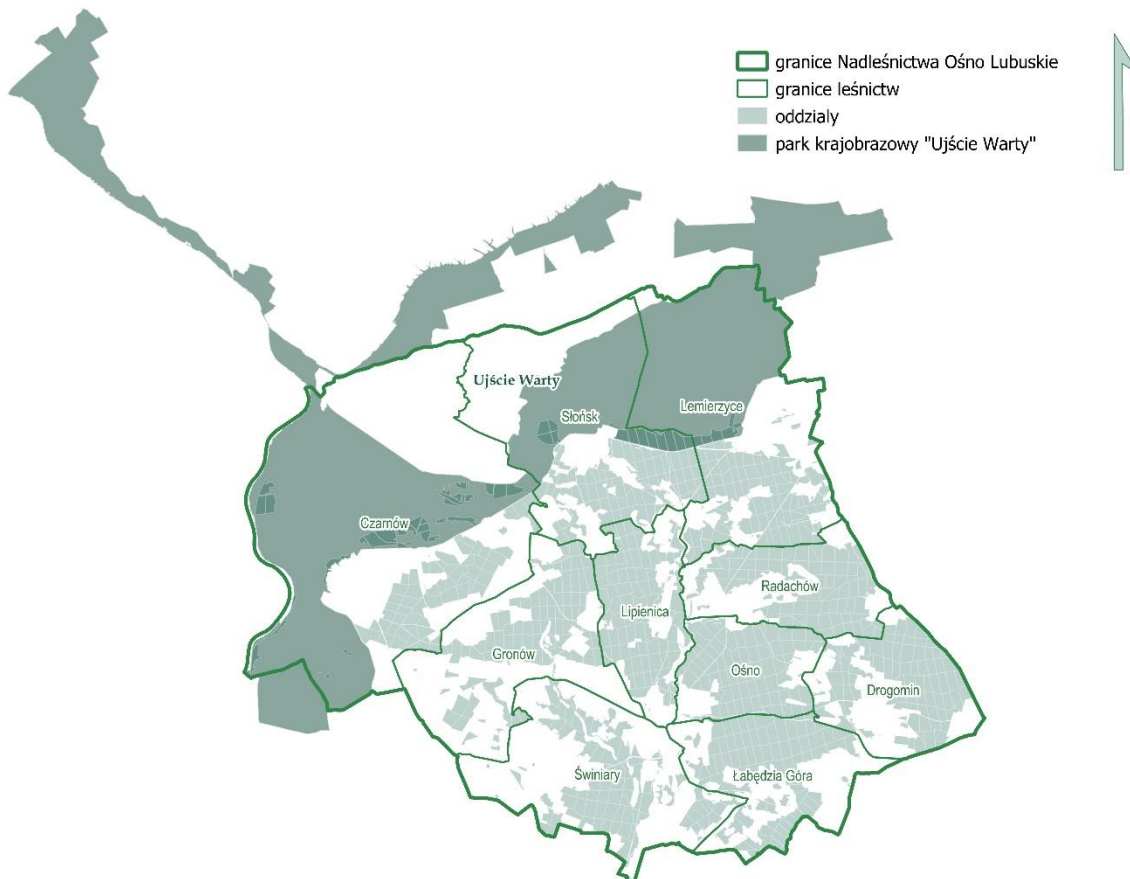 granice Nadleśnictwa Ośno Lubuskie
granice leśnictw
oddzialy
park krajobrazowy "Ujście Warty"
Ujście Warty
Słońsk
Lemierzyce
Czarnów
Radachów
Lipienica
Gronów
Ośno
Drogomin
Świniary
Łabędzia Góra